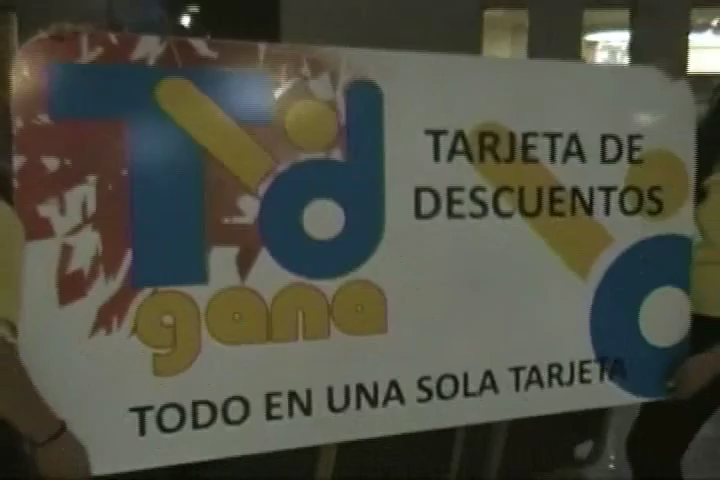 Td
gana
TARJETA DE
DESCUENTOS
TODO EN UNA SOLA TARJETA